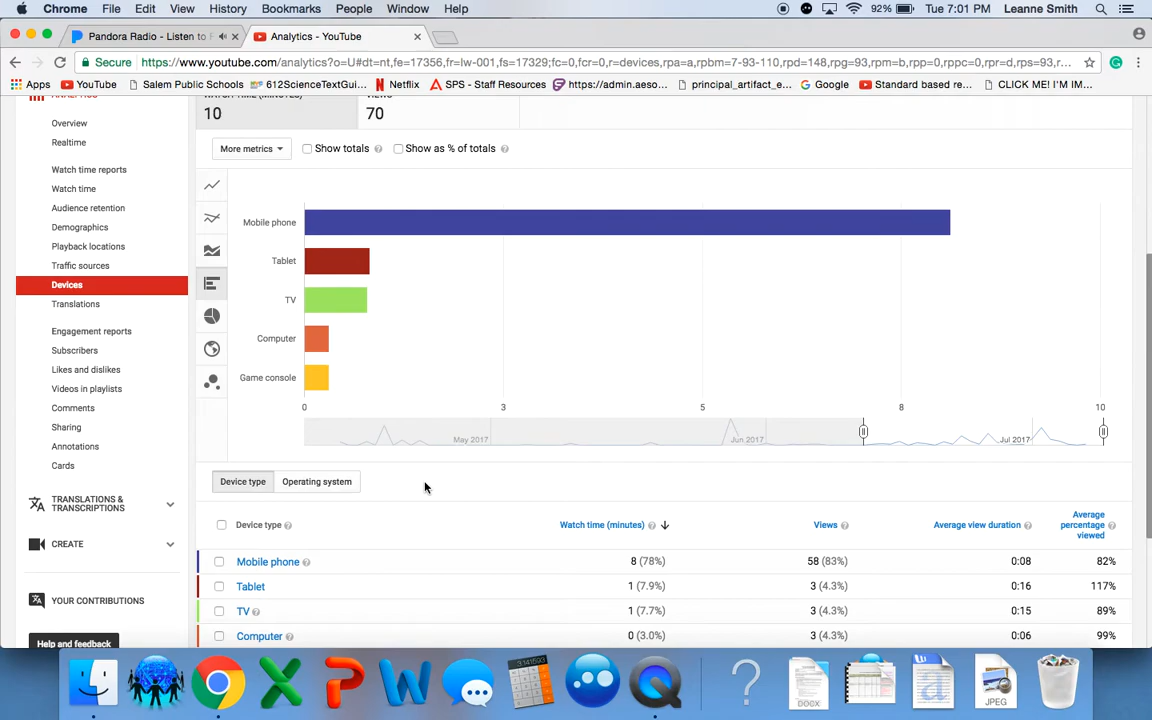 Chrome File Edit View History Bookmarks People Window Help 92% Tue 7:01 PM Leanne Smith
Pandora Radio - Listen to F Analytics - YouTube
Secure https://www.youtube.com/analytics?o=U#dt=nt,fe=17356,fr=lw-001,fs=17329;fc=0,fcr=0,r=devices,rpa=a,rpbm=7-93-110,rpd=148,rpg=93,rpm=b,rpp=0,rppc=0,rpr=d,rps=93,...
Apps YouTube Salem Public Schools 612ScienceTextGui... Netflix SPS - Staff Resources https://admin.aeso... principal_artifact_e... Google Standard based re... CLICK ME! I'M IM...
10 70
Overview
Realtime
Watch time reports
Watch time
Audience retention
Demographics
Playback locations
Traffic sources
Devices
Translations
Engagement reports
Subscribers
Likes and dislikes
Videos in playlists
Comments
Sharing
Annotations
Cards
TRANSLATIONS &
TRANSCRIPTIONS
CREATE
YOUR CONTRIBUTIONS
Help and feedback
More metrics Show totals ? Show as % of totals ?
Mobile phone
Tablet
TV
Computer
Game console
0 3 5 8 10
May 2017 Jun 2017 Jul 2017
Device type Operating system
Device type ? Watch time (minutes) ? Views ? Average view duration ? Average percentage viewed ?
Mobile phone ? 8 (78%) 58 (83%) 0:08 82%
Tablet 1 (7.9%) 3 (4.3%) 0:16 117%
TV ? 1 (7.7%) 3 (4.3%) 0:15 89%
Computer ? 0 (3.0%) 3 (4.3%) 0:06 99%
3.141593
?
DOCX
JPEG